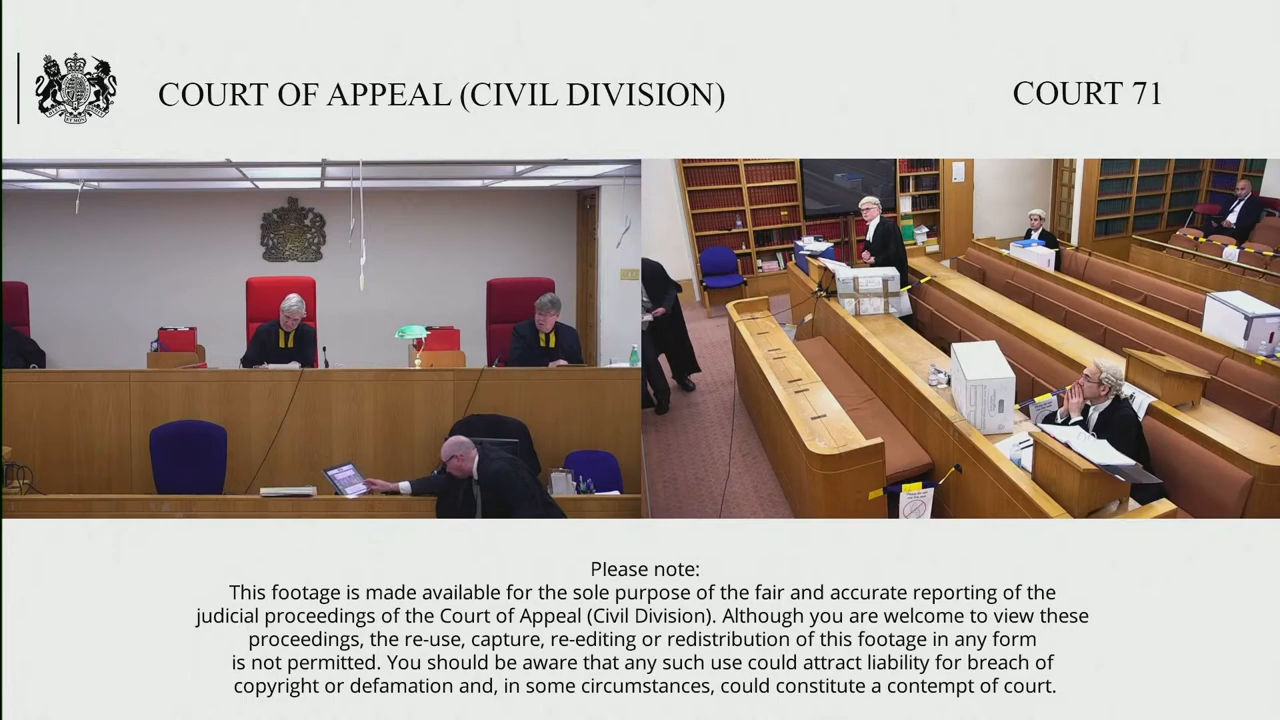 COURT OF APPEAL (CIVIL DIVISION)
COURT 71
Please note:
This footage is made available for the sole purpose of the fair and accurate reporting of the
judicial proceedings of the Court of Appeal (Civil Division). Although you are welcome to view these
proceedings, the re-use, capture, re-editing or redistribution of this footage in any form
is not permitted. You should be aware that any such use could attract liability for breach of
copyright or defamation and, in some circumstances, could constitute a contempt of court.